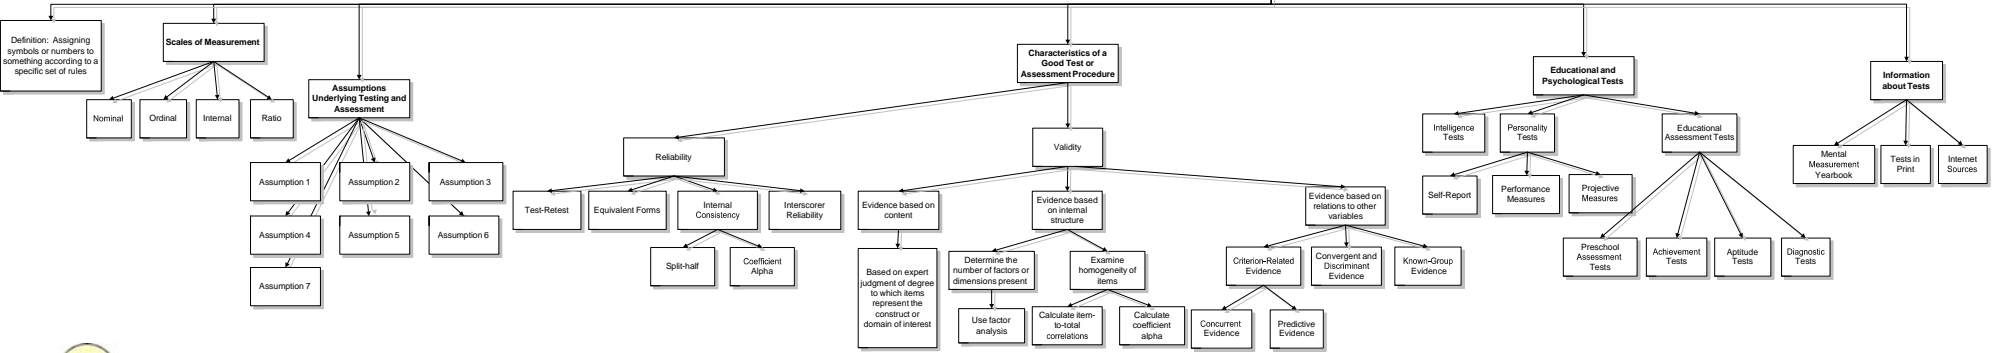 Definition: Assigning
symbols or numbers to
something according to a
specific set of rules
Scales of Measurement
Nominal
Ordinal
Internal
Ratio
Assumptions
Underlying Testing and
Assessment
Assumption 1
Assumption 2
Assumption 3
Assumption 4
Assumption 5
Assumption 6
Assumption 7
Characteristics of a
Good Test or
Assessment Procedure
Reliability
Test-Retest
Equivalent Forms
Internal
Consistency
Interscorer
Reliability
Split-half
Coefficient
Alpha
Validity
Evidence based on
content
Based on expert
judgment of degree
to which items
represent the
construct or
domain of interest
Evidence based
on internal
structure
Determine the
number of factors or
dimensions present
Use factor
analysis
Examine
homogeneity of
items
Calculate item-
to-total
correlations
Calculate
coefficient
alpha
Evidence based on
relations to other
variables
Criterion-Related
Evidence
Concurrent
Evidence
Predictive
Evidence
Convergent and
Discriminant
Evidence
Known-Group
Evidence
Educational and
Psychological Tests
Intelligence
Tests
Personality
Tests
Self-Report
Performance
Measures
Projective
Measures
Educational
Assessment Tests
Preschool
Assessment
Tests
Achievement
Tests
Aptitude
Tests
Diagnostic
Tests
Information
about Tests
Mental
Measurement
Yearbook
Tests in
Print
Internet
Sources